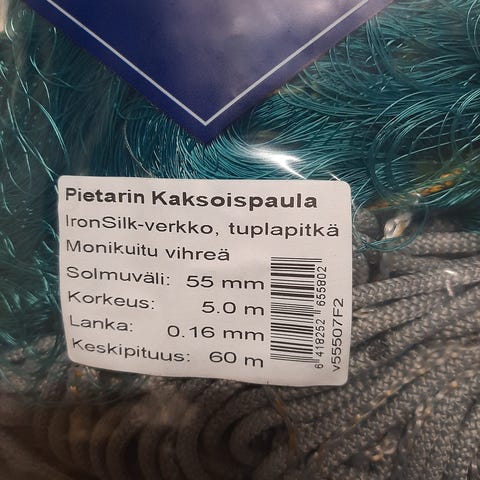 Pietarin Kaksoispaula
IronSilk-verkko, tuplapitkä
Monikuitu vihreä
Solmuväli: 55 mm
Korkeus: 5.0 m
Lanka: 0.16 mm
Keskipituus: 60 m
6 418252 655802
v55507F2